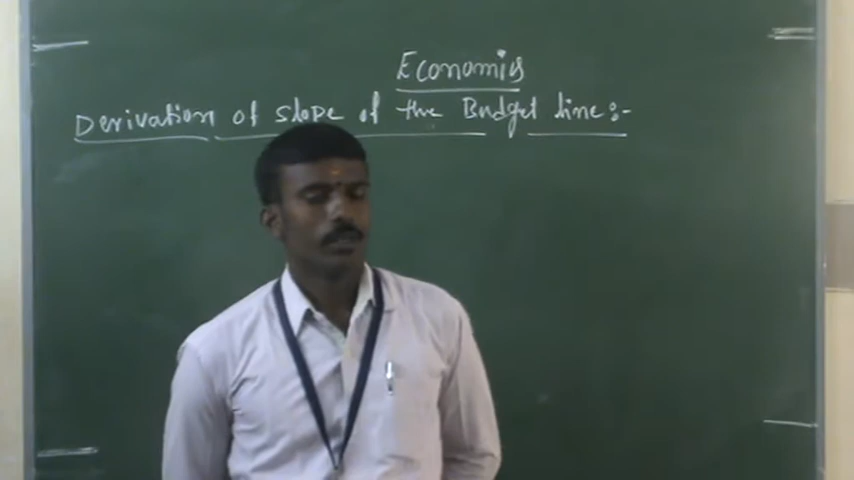 Economics
Derivation of slope of the Budget line :-